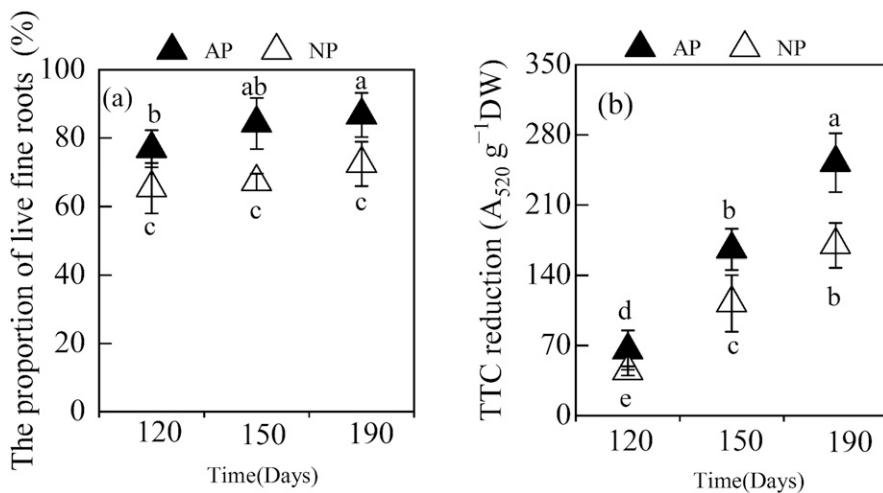 AP NP
The proportion of live fine roots (%)
100
80
60
40
20
0
(a)
b
ab
a
c
c
c
120 150 190
Time(Days)
AP NP
TTC reduction (A₅₂₀ g⁻¹DW)
350
280
210
140
70
0
(b)
a
b
d
b
c
e
120 150 190
Time(Days)